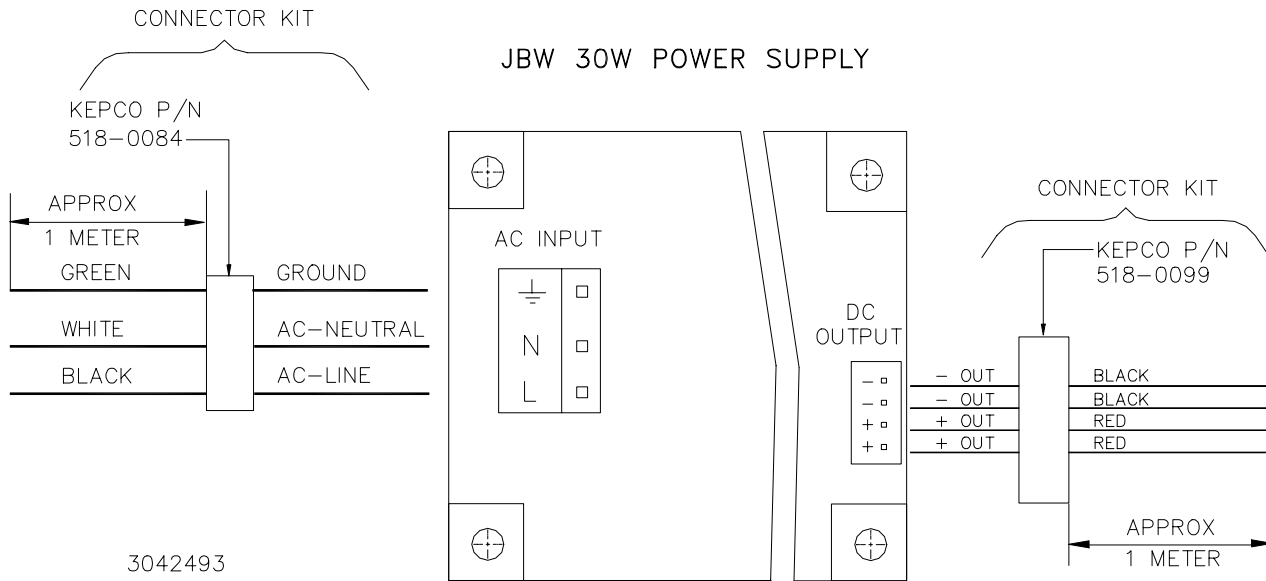 CONNECTOR KIT
JBW 30W POWER SUPPLY
KEPCO P/N
518-0084
APPROX
1 METER
GREEN
GROUND
WHITE
AC-NEUTRAL
BLACK
AC-LINE
AC INPUT
N
L
DC
OUTPUT
-
-
+
+
CONNECTOR KIT
KEPCO P/N
518-0099
- OUT
BLACK
- OUT
BLACK
+ OUT
RED
+ OUT
RED
APPROX
1 METER
3042493